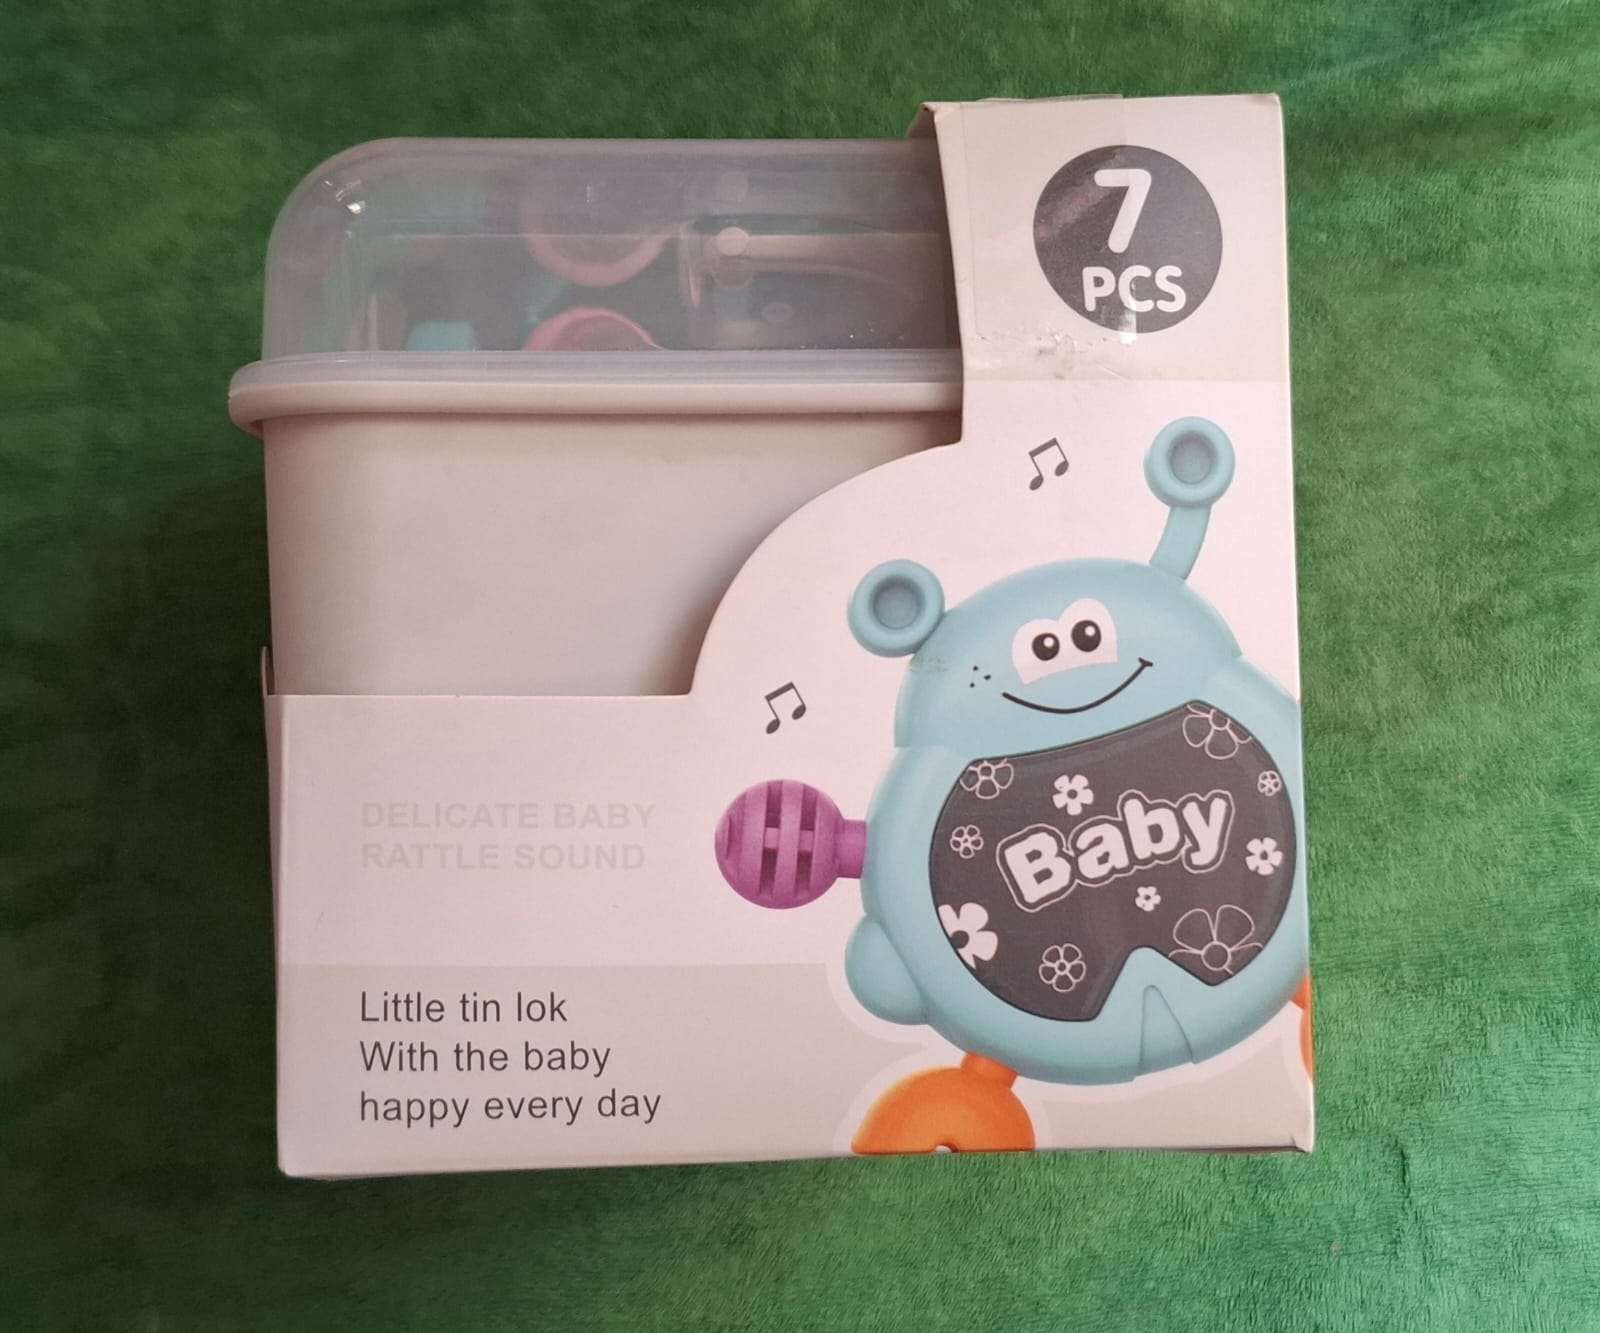 7
PCS
Baby
DELICATE BABY
RATTLE SOUND
Little tin lok
With the baby
happy every day